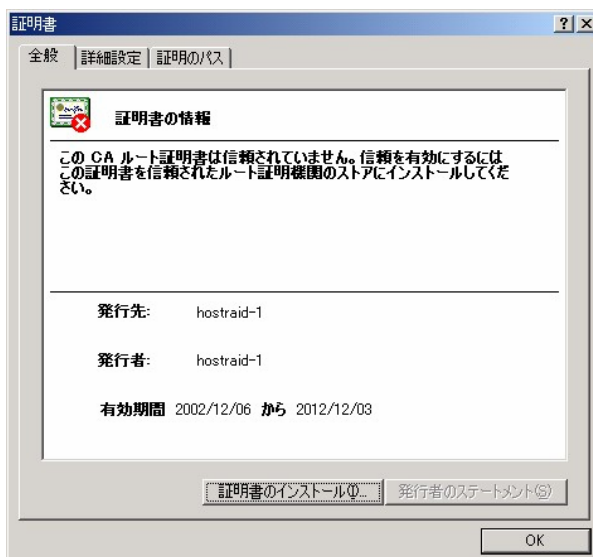 証明書
全般
詳細設定
証明のパス
証明書の情報
この CA ルート証明書は信頼されていません。信頼を有効にするには
この証明書を信頼されたルート証明機関のストアにインストールしてくだ
さい。
発行先: hostraid-1
発行者: hostraid-1
有効期間 2002/12/06 から 2012/12/03
証明書のインストール(I)...
発行者のステートメント(S)
OK